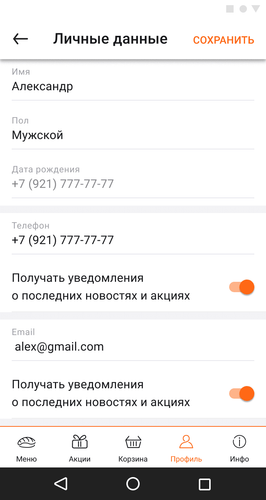 Личные данные СОХРАНИТЬ
Имя
Александр
Пол
Мужской
Дата рождения
+7 (921) 777-77-77
Телефон
+7 (921) 777-77-77
Получать уведомления
о последних новостях и акциях
Email
alex@gmail.com
Получать уведомления
о последних новостях и акциях
Меню Акции Корзина Профиль Инфо